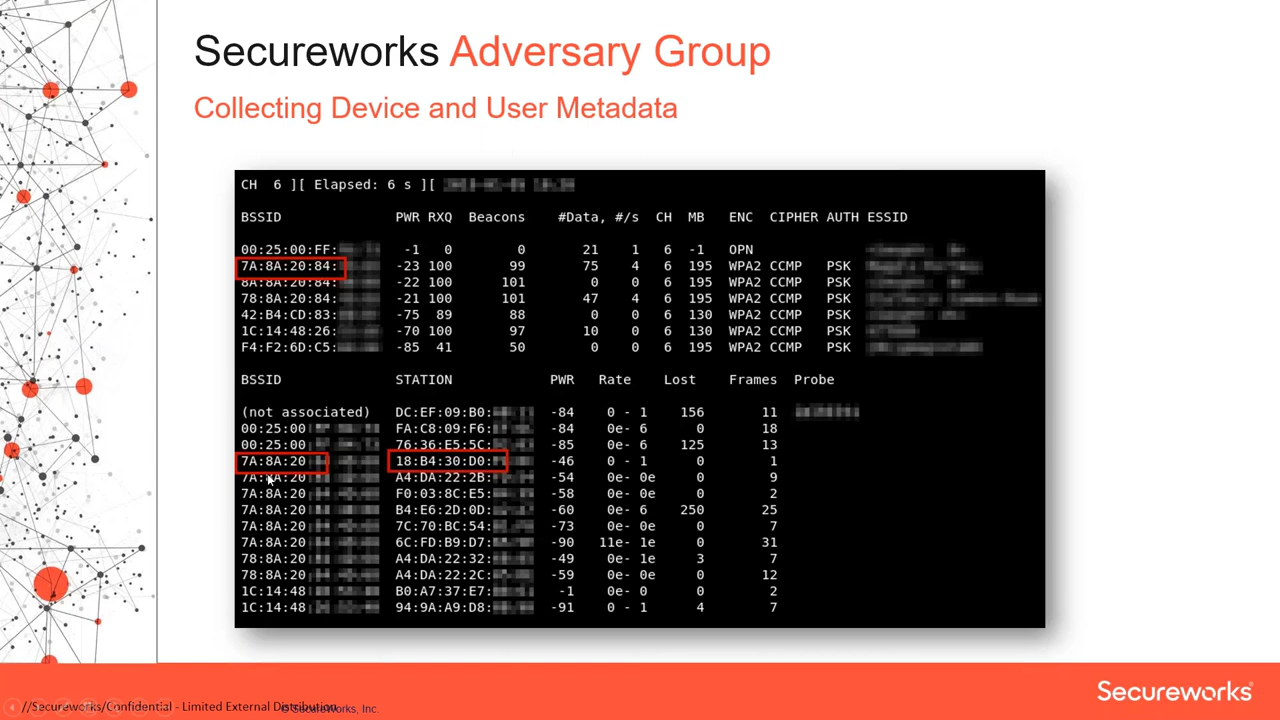 Secureworks Adversary Group
Collecting Device and User Metadata
CH 6 ][ Elapsed: 6 s ][
BSSID PWR RXQ Beacons #Data, #/s CH MB ENC CIPHER AUTH ESSID
00:25:00:FF: -1 0 0 21 1 6 -1 OPN
7A:8A:20:84: -23 100 99 75 4 6 195 WPA2 CCMP PSK
8A:8A:20:84: -22 100 101 0 0 6 195 WPA2 CCMP PSK
78:8A:20:84: -21 100 101 47 4 6 195 WPA2 CCMP PSK
42:B4:CD:83: -75 89 88 0 0 6 130 WPA2 CCMP PSK
1C:14:48:26: -70 100 97 10 0 6 130 WPA2 CCMP PSK
F4:F2:6D:C5: -85 41 50 0 0 6 195 WPA2 CCMP PSK
BSSID STATION PWR Rate Lost Frames Probe
(not associated) DC:EF:09:B0: -84 0 - 1 156 11
00:25:00 FA:C8:09:F6: -84 0e- 6 0 18
00:25:00 76:36:E5:5C: -85 0e- 6 125 13
7A:8A:20 18:B4:30:D0: -46 0 - 1 0 1
7A:8A:20 A4:DA:22:2B: -54 0e- 0e 0 9
7A:8A:20 F0:03:8C:E5: -58 0e- 0e 0 2
7A:8A:20 B4:E6:2D:0D: -60 0e- 6 250 25
7A:8A:20 7C:70:BC:54: -73 0e- 0e 0 7
7A:8A:20 6C:FD:B9:D7: -90 11e- 1e 0 31
78:8A:20 A4:DA:22:32: -49 0e- 1e 3 7
78:8A:20 A4:DA:22:2C: -59 0e- 0e 0 12
1C:14:48 B0:A7:37:E7: -1 0e- 0 0 2
1C:14:48 94:9A:A9:D8: -91 0 - 1 4 7
//Secureworks/Confidential - Limited External Distribution
© SecureWorks, Inc.
Secureworks®